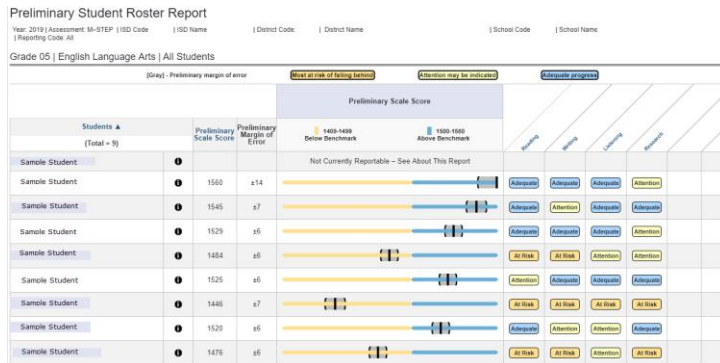 Preliminary Student Roster Report
Year: 2019 | Assessment: M-STEP | ISD Code | ISD Name | District Code: | District Name | School Code | School Name
| Reporting Code: All
Grade 05 | English Language Arts | All Students
[Gray] - Preliminary margin of error Most at risk of falling behind Attention may be indicated Adequate progress
Preliminary Scale Score
Students ▲ Preliminary Scale Score Preliminary Margin of Error 1409-1499 Below Benchmark 1500-1560 Above Benchmark Reading Writing Listening Research
(Total = 9)
Sample Student Not Currently Reportable – See About This Report
Sample Student 1560 ±14 Adequate Adequate Adequate Attention
Sample Student 1545 ±7 Adequate Attention Adequate Adequate
Sample Student 1529 ±6 Adequate Adequate Adequate Adequate
Sample Student 1484 ±6 At Risk At Risk Attention Attention
Sample Student 1525 ±6 Attention Adequate Adequate Adequate
Sample Student 1446 ±7 At Risk At Risk At Risk At Risk
Sample Student 1520 ±6 Adequate Attention Attention Adequate
Sample Student 1476 ±6 At Risk At Risk Attention At Risk